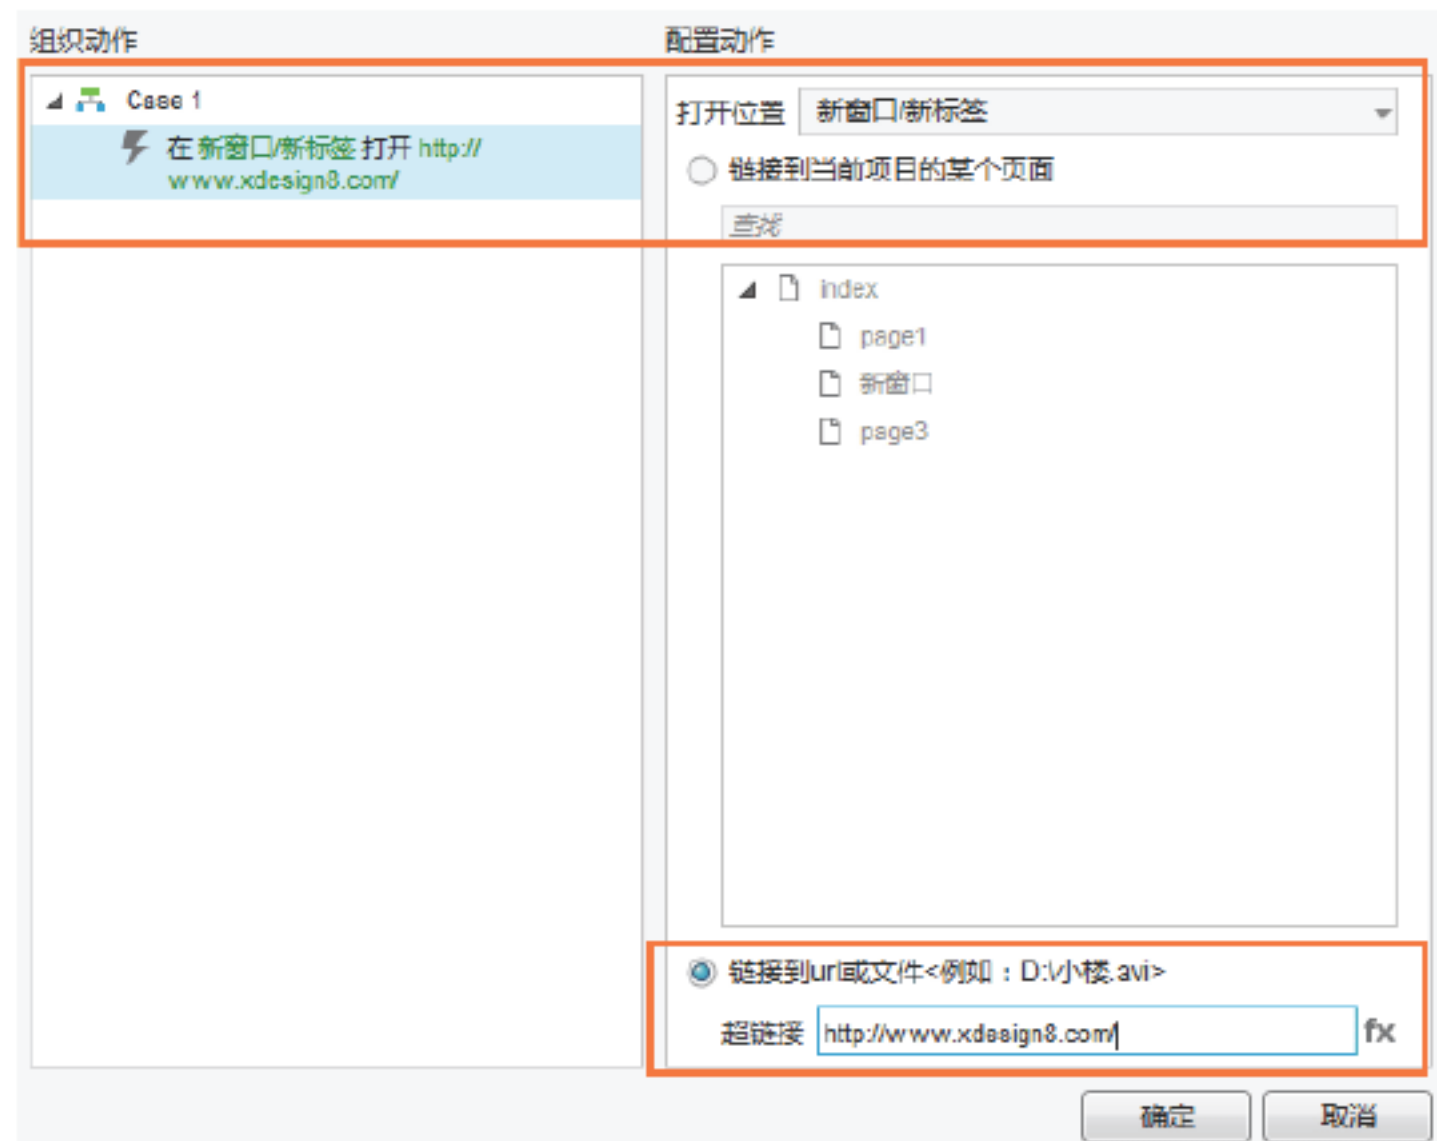 组织动作
配置动作
Case 1
在 新窗口/新标签 打开 http://
www.xdesign8.com/
打开位置 新窗口/新标签
链接到当前项目的某个页面
查找
index
page1
新窗口
page3
链接到url或文件<例如：D:\小楼.avi>
超链接 http://www.xdesign8.com/ fx
确定 取消